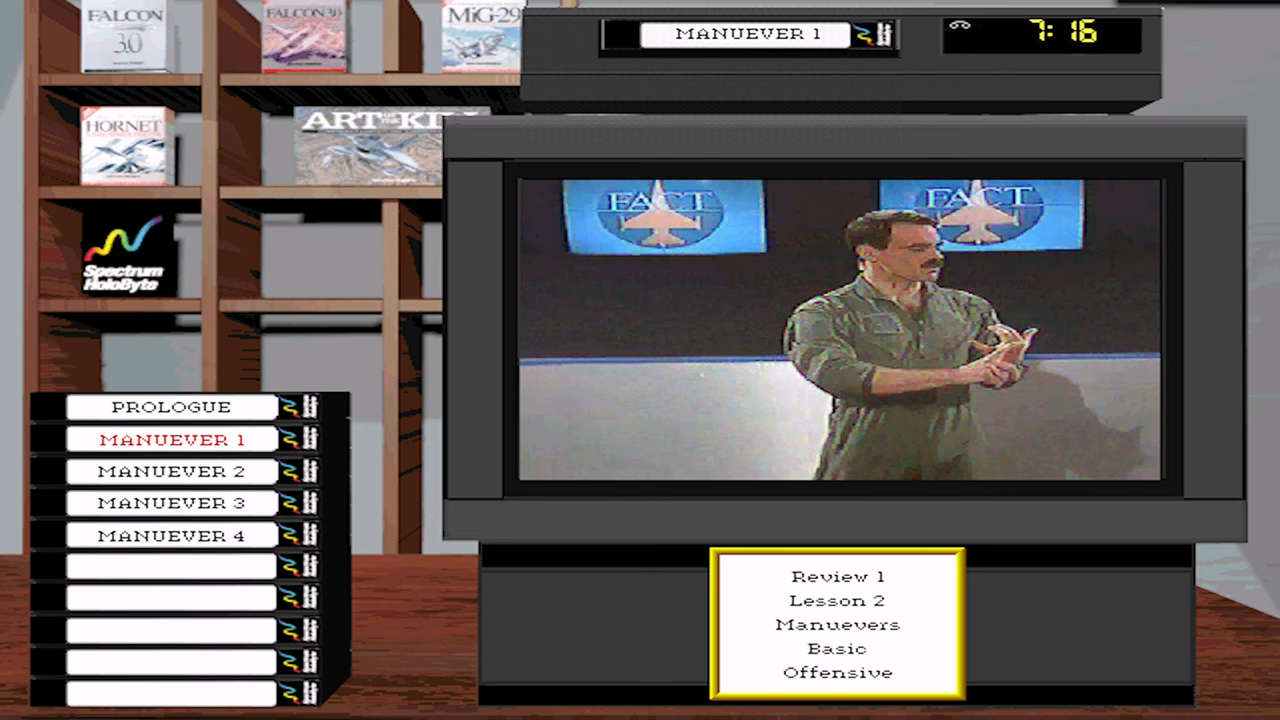 FALCON
3.0
FALCON 3.0
MiG-29
MANUEVER 1
7:16
HORNET
ART OF THE KIL
FACT
FACT
Spectrum
HoloByte
PROLOGUE
MANUEVER 1
MANUEVER 2
MANUEVER 3
MANUEVER 4
Review 1
Lesson 2
Manuevers
Basic
Offensive